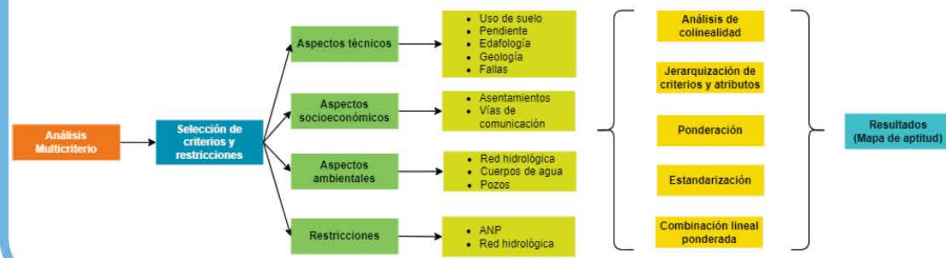 Análisis
Multicriterio
Selección de
criterios y
restricciones
Aspectos técnicos
• Uso de suelo
• Pendiente
• Edafología
• Geología
• Fallas
Aspectos
socioeconómicos
• Asentamientos
• Vías de
comunicación
Aspectos
ambientales
• Red hidrológica
• Cuerpos de agua
• Pozos
Restricciones
• ANP
• Red hidrológica
Análisis de
colinealidad
Jerarquización de
criterios y atributos
Ponderación
Estandarización
Combinación lineal
ponderada
Resultados
(Mapa de aptitud)